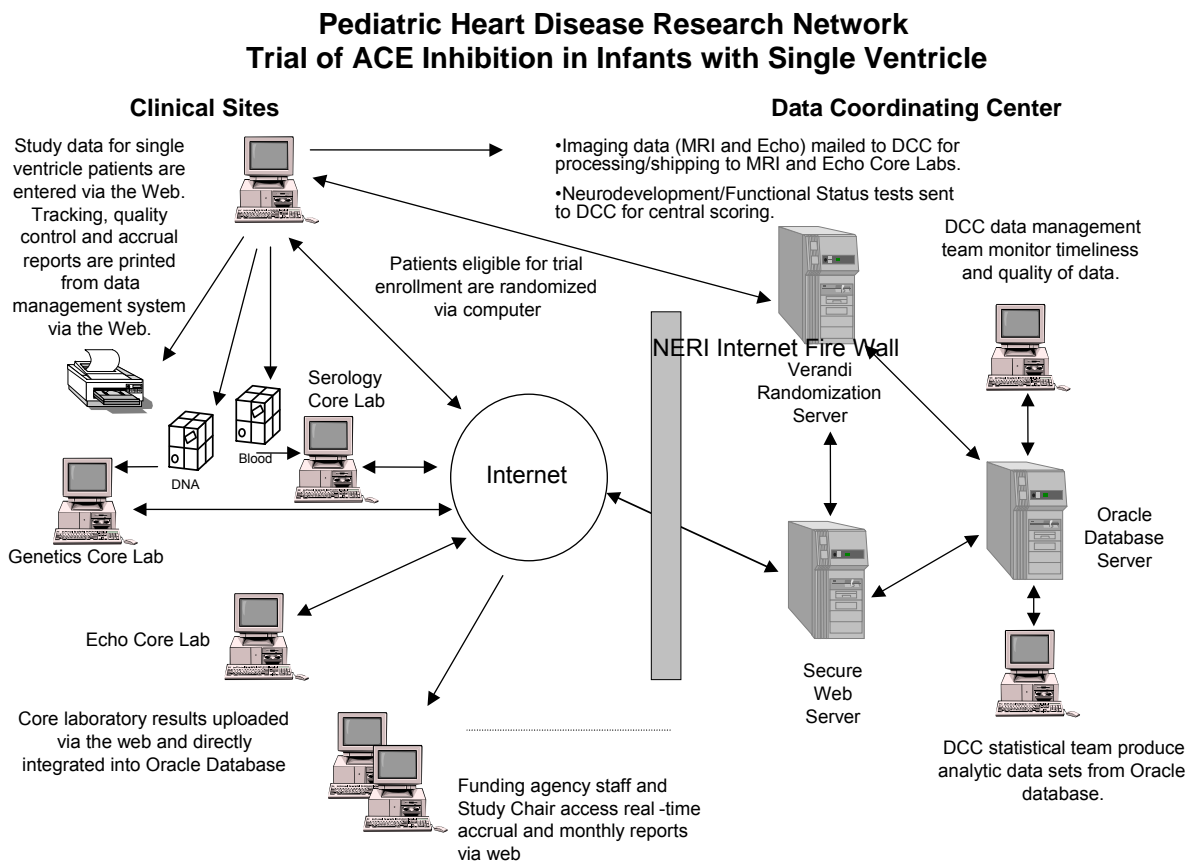 Pediatric Heart Disease Research Network
Trial of ACE Inhibition in Infants with Single Ventricle
Clinical Sites
Study data for single
ventricle patients are
entered via the Web.
Tracking, quality
control and accrual
reports are printed
from data
management system
via the Web.
Data Coordinating Center
•Imaging data (MRI and Echo) mailed to DCC for
processing/shipping to MRI and Echo Core Labs.
•Neurodevelopment/Functional Status tests sent
to DCC for central scoring.
DCC data management
team monitor timeliness
and quality of data.
Patients eligible for trial
enrollment are randomized
via computer
NERI Internet Fire Wall
Verandi
Randomization
Server
Serology
Core Lab
Blood
DNA
Internet
Genetics Core Lab
Oracle
Database
Server
Echo Core Lab
Secure
Web
Server
Core laboratory results uploaded
via the web and directly
integrated into Oracle Database
Funding agency staff and
Study Chair access real -time
accrual and monthly reports
via web
DCC statistical team produce
analytic data sets from Oracle
database.